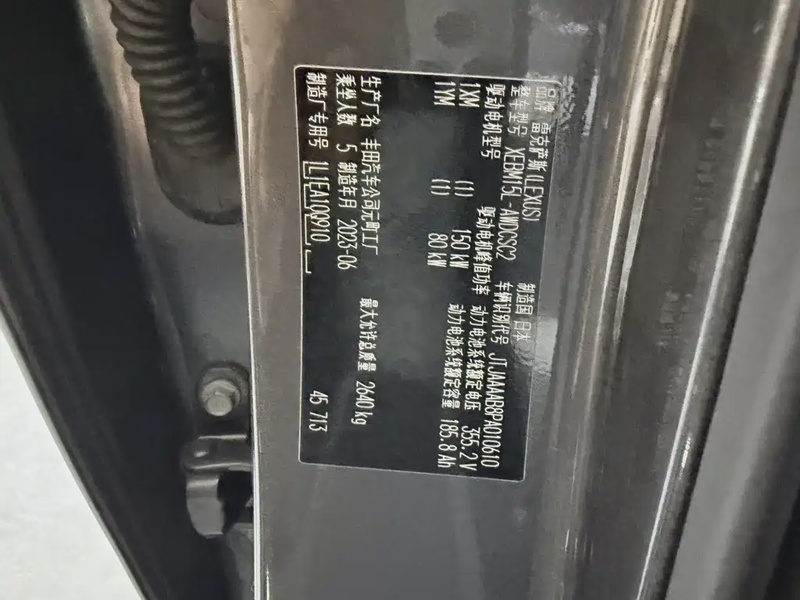 品牌 雷克萨斯(LEXUS) 制造国 日本
整车型号 XEBM15L-AWDGSC2 车辆识别代号 JTJAAAAB8PA010610
驱动电机型号 驱动电机峰值功率 动力电池系统额定电压 355.2 V
1XM (1) 150 kW 动力电池系统额定容量 185.8 Ah
1YM (1) 80 kW
生产厂名 丰田汽车公司元町工厂
乘坐人数 5 制造年月 2023-06 最大允许总质量 2640 kg
制造厂专用号 1L1EA100910 45 713